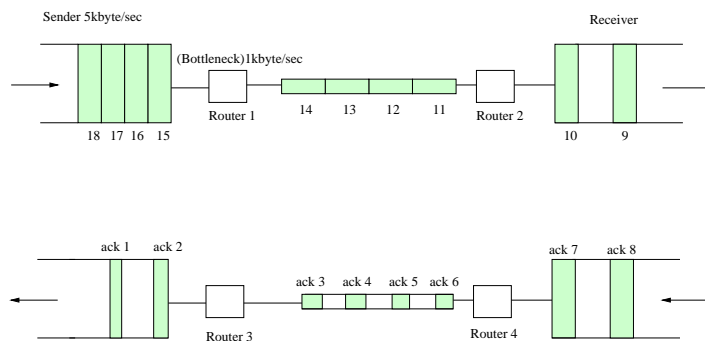 Sender 5kbyte/sec
Receiver
(Bottleneck)1kbyte/sec
Router 1
14 13 12 11
Router 2
18 17 16 15
10 9
ack 1 ack 2
ack 3 ack 4 ack 5 ack 6
ack 7 ack 8
Router 3
Router 4